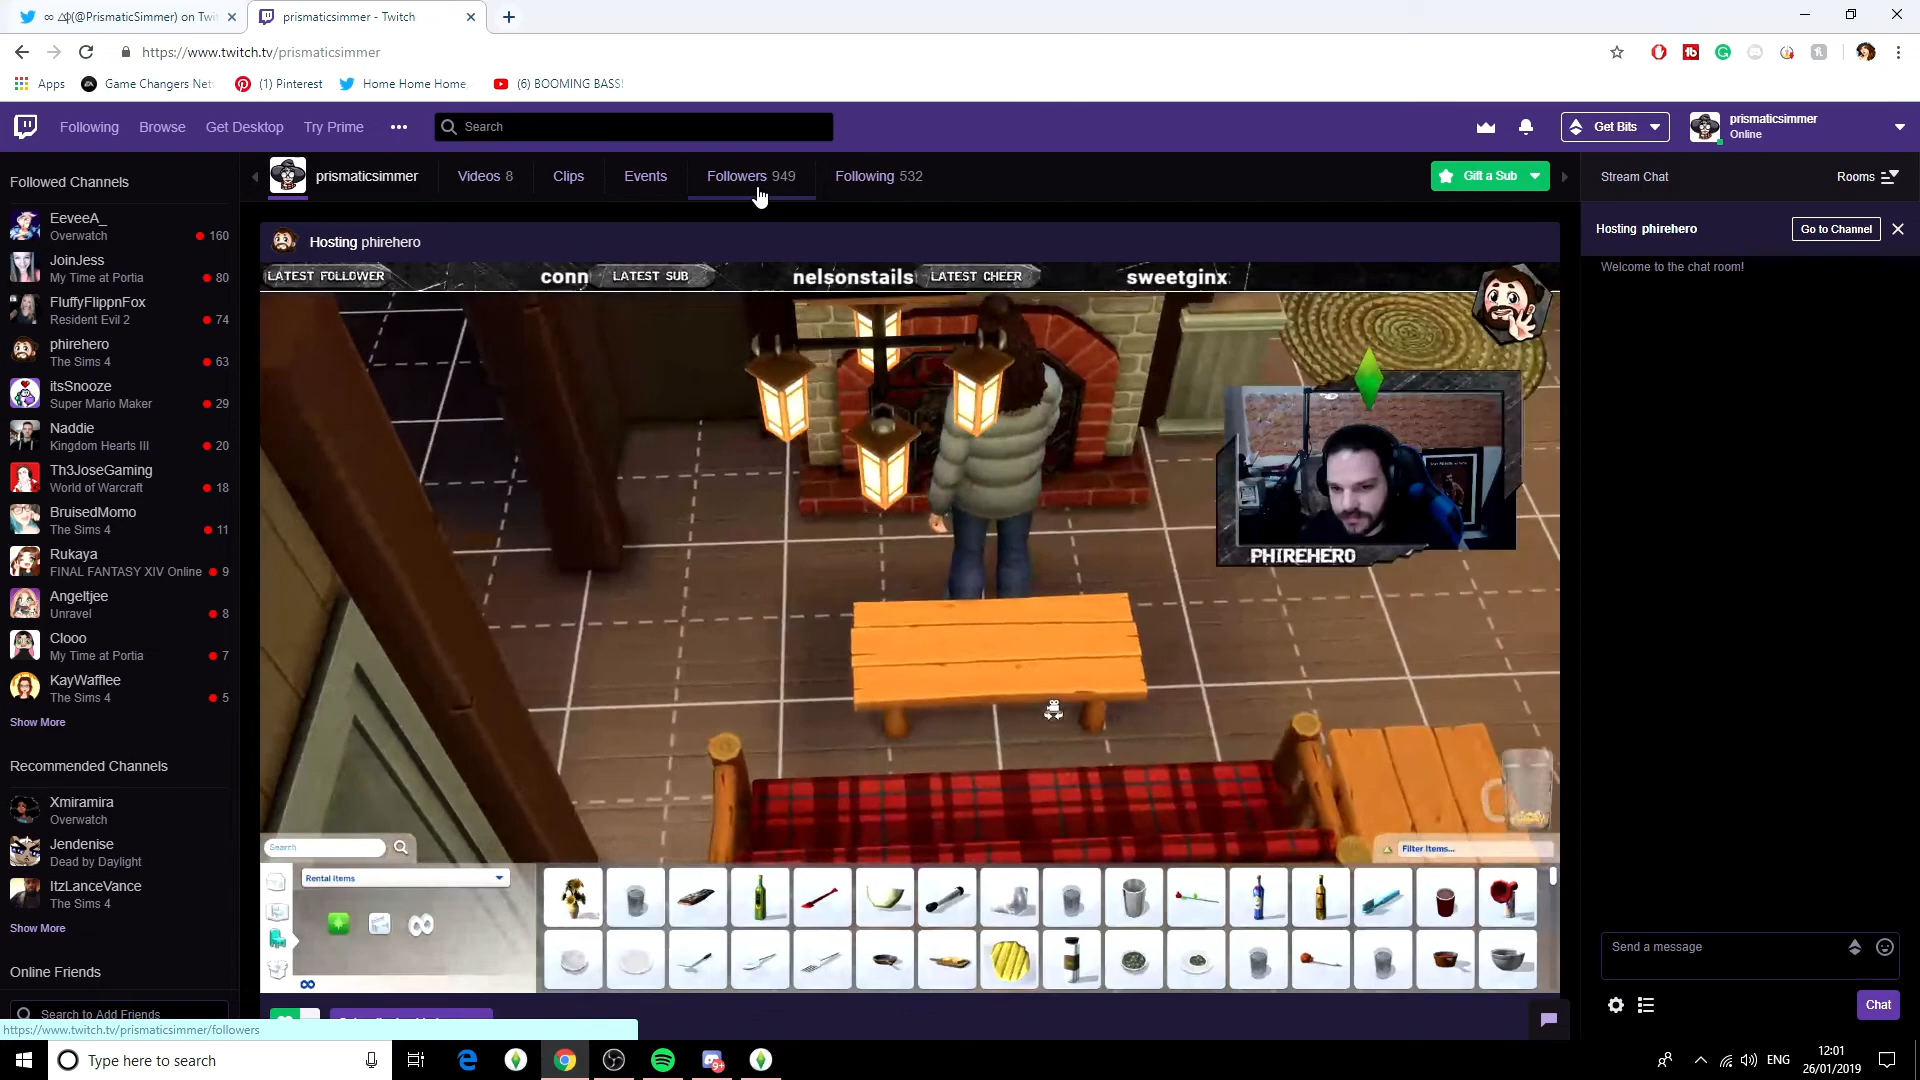 ∞ ⊿∅(@PrismaticSimmer) on Twi
prismaticsimmer - Twitch
https://www.twitch.tv/prismaticsimmer
Apps
Game Changers Net
(1) Pinterest
Home Home Home
(6) BOOMING BASS!
Following
Browse
Get Desktop
Try Prime
Search
Get Bits
prismaticsimmer
Online
Followed Channels
EeveeA_
Overwatch
160
JoinJess
My Time at Portia
80
FluffyFlippnFox
Resident Evil 2
74
phirehero
The Sims 4
63
itsSnooze
Super Mario Maker
29
Naddie
Kingdom Hearts III
20
Th3JoseGaming
World of Warcraft
18
BruisedMomo
The Sims 4
11
Rukaya
FINAL FANTASY XIV Online
9
Angeltjee
Unravel
8
Clooo
My Time at Portia
7
KayWafflee
The Sims 4
5
Show More
Recommended Channels
Xmiramira
Overwatch
Jendenise
Dead by Daylight
ItzLanceVance
The Sims 4
Show More
Online Friends
Search to Add Friends
https://www.twitch.tv/prismaticsimmer/followers
prismaticsimmer
Videos 8
Clips
Events
Followers 949
Following 532
Gift a Sub
Hosting phirehero
LATEST FOLLOWER
conn
LATEST SUB
nelsonstails
LATEST CHEER
sweetginx
PHIREHERO
Search
Filter Items...
Rental Items
Stream Chat
Rooms
Hosting phirehero
Go to Channel
Welcome to the chat room!
Send a message
Chat
Type here to search
9+
ENG
12:01
26/01/2019